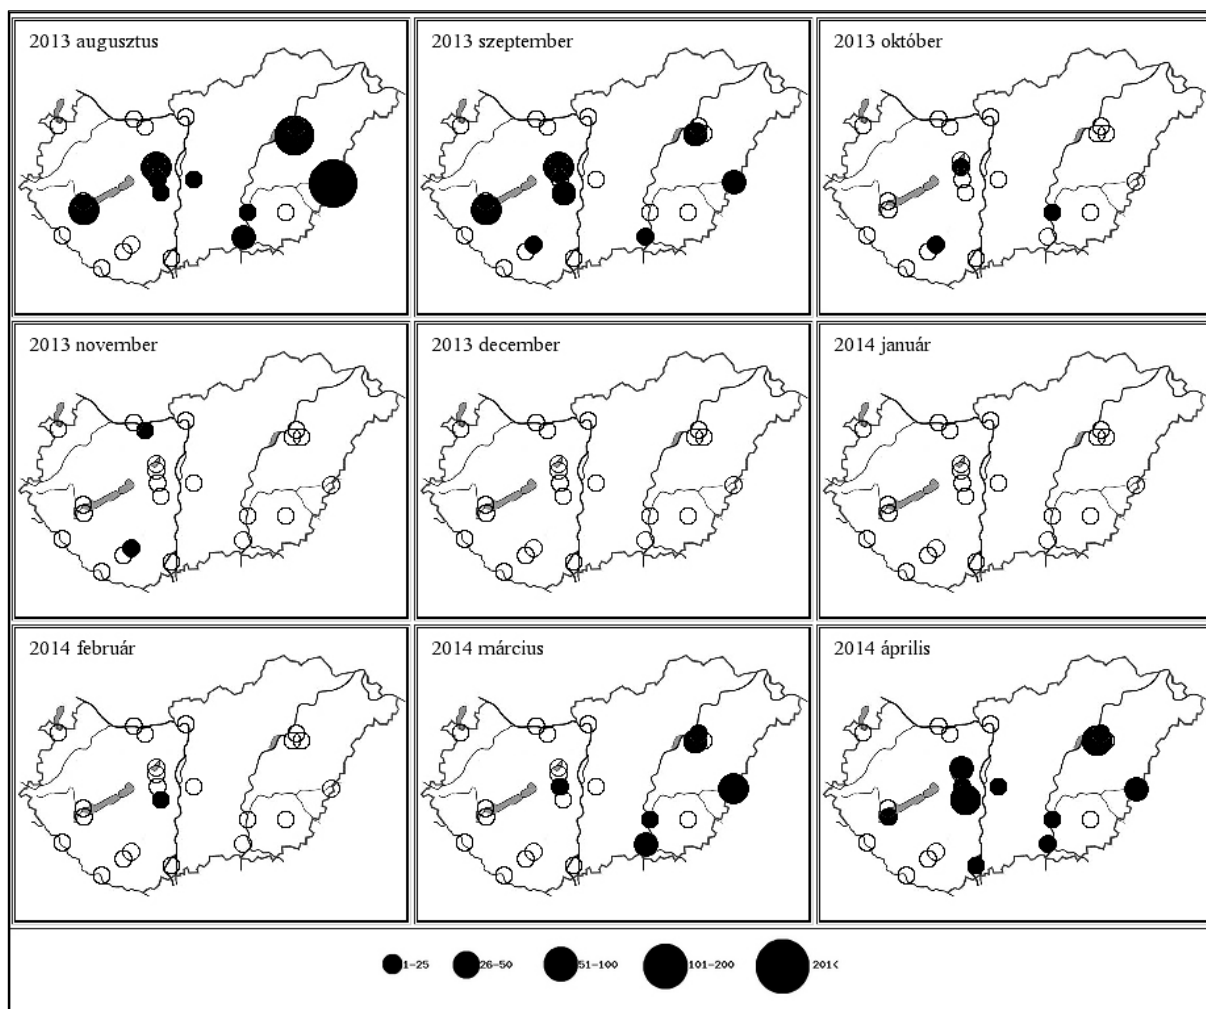 2013 augusztus
2013 szeptember
2013 október
2013 november
2013 december
2014 január
2014 február
2014 március
2014 április
1-25
26-50
51-100
101-200
201<